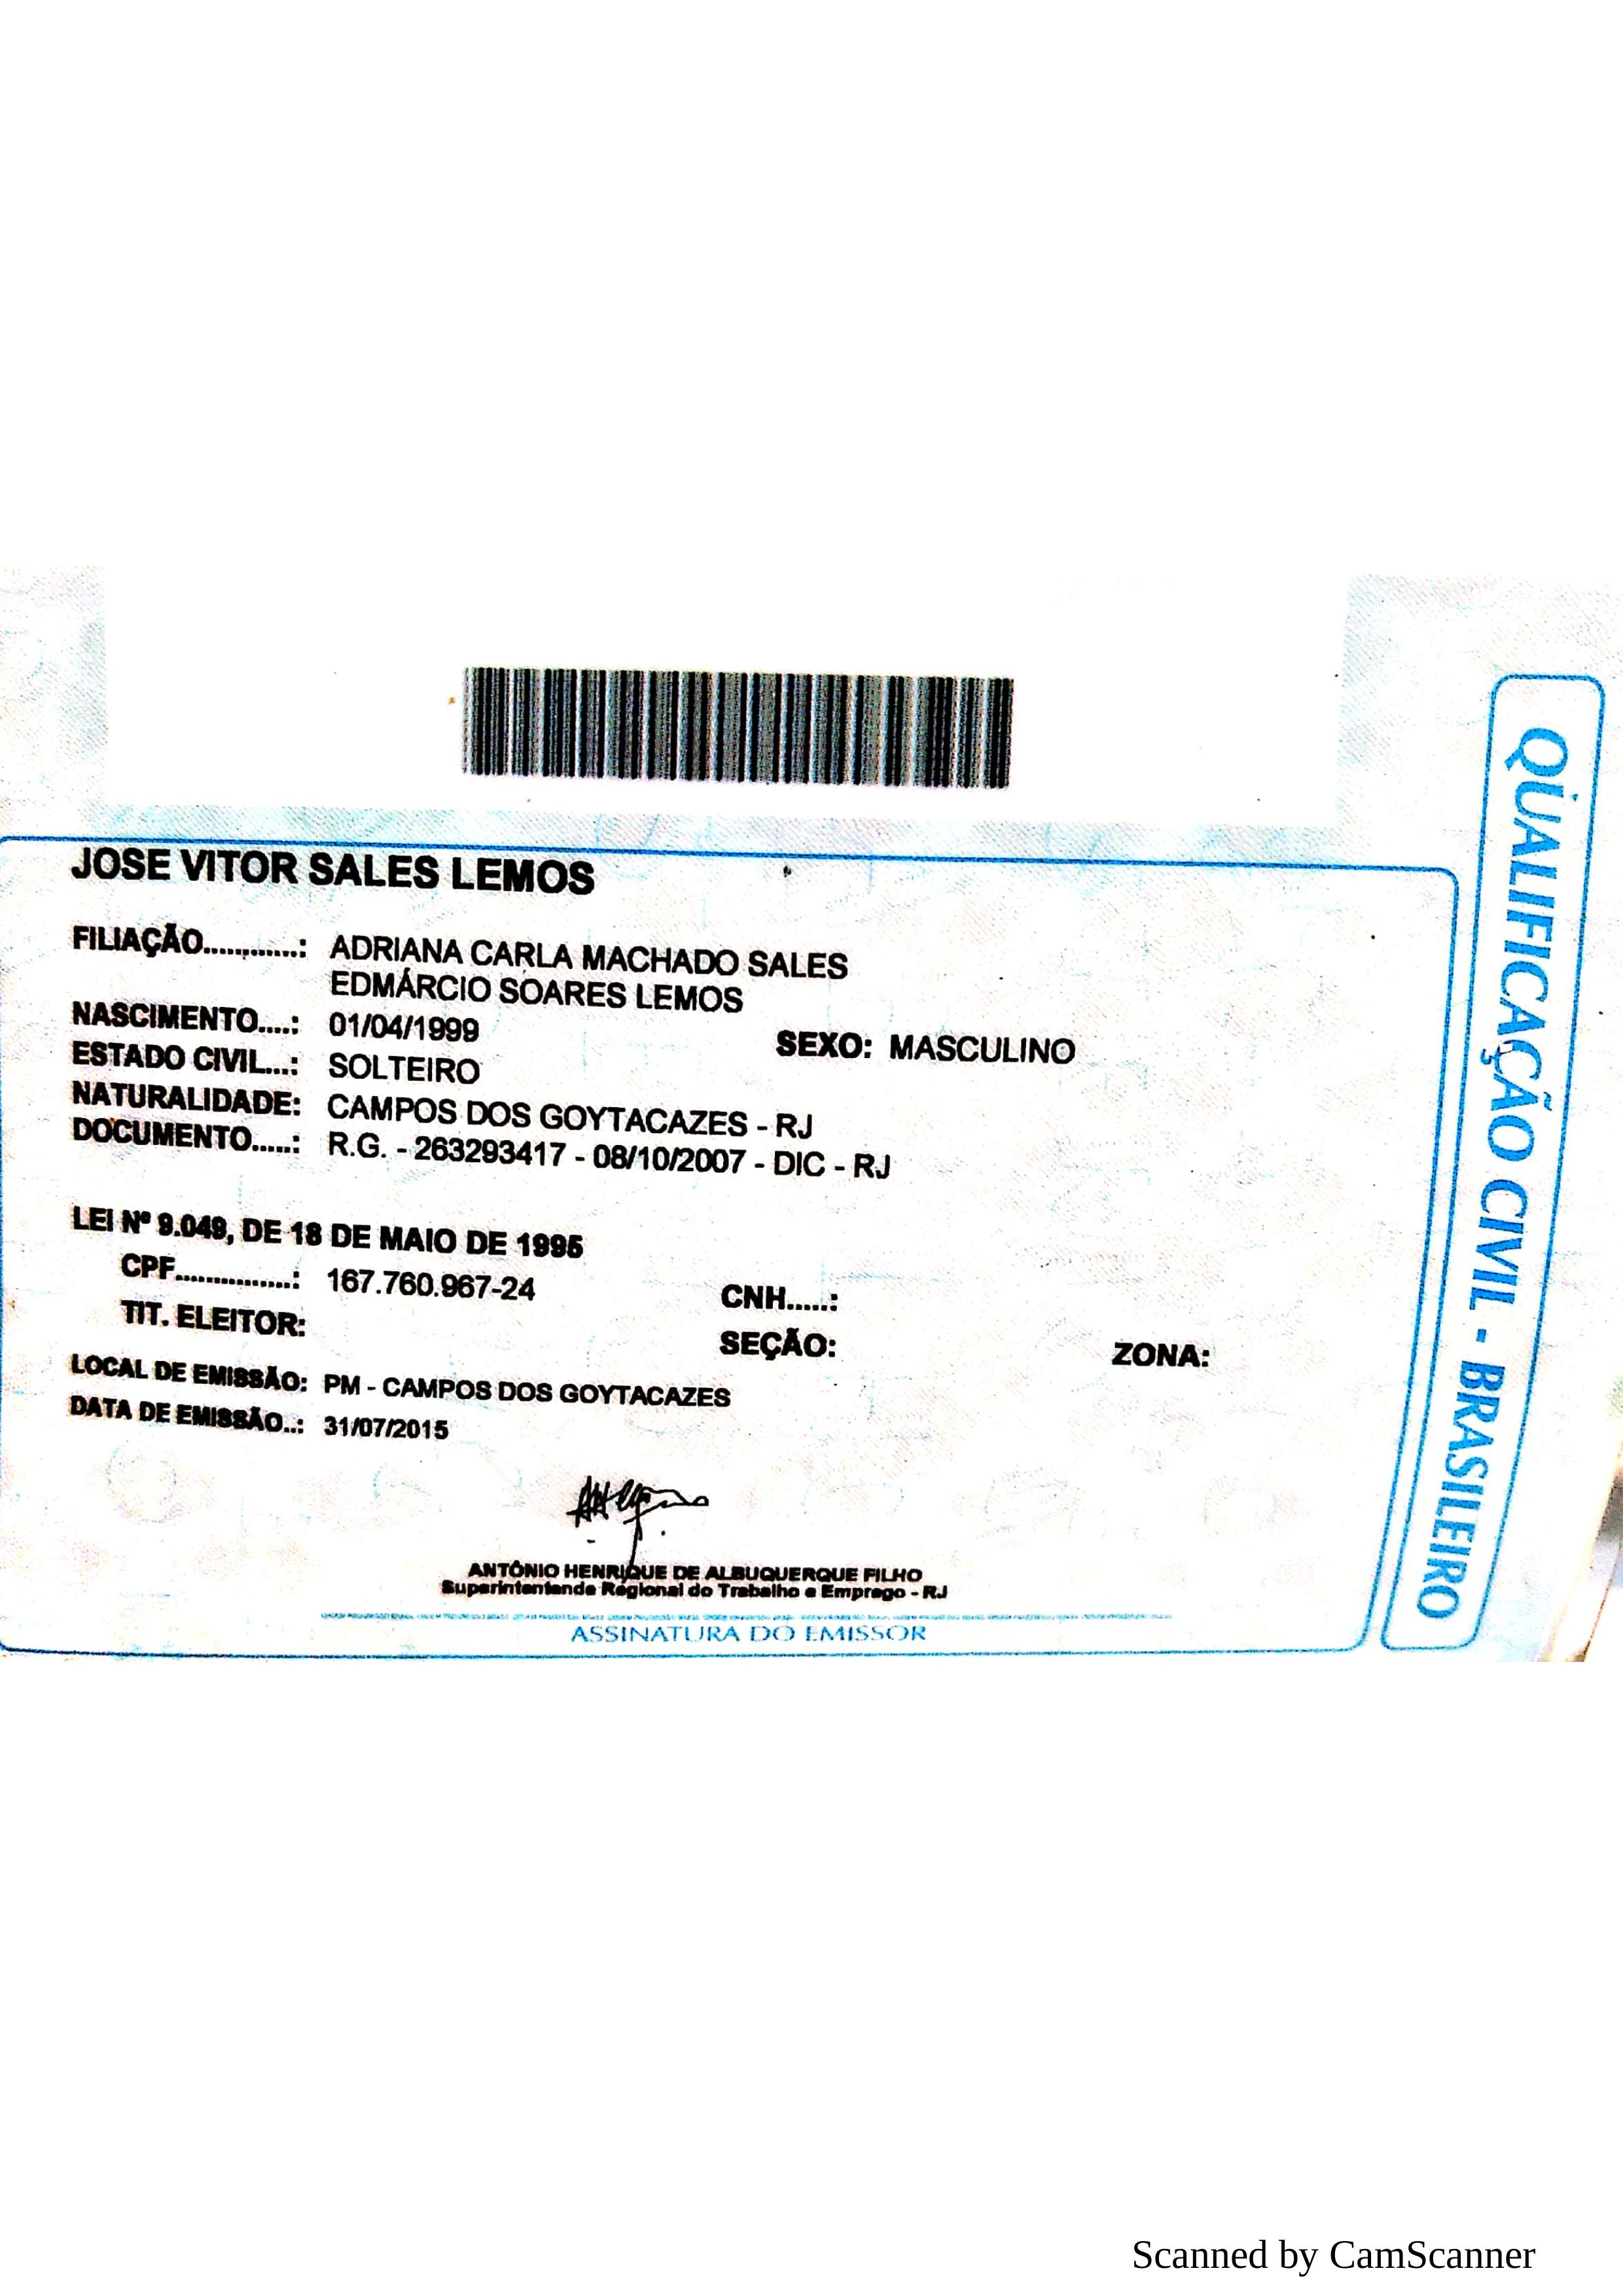 JOSE VITOR SALES LEMOS
FILIAÇÃO............: ADRIANA CARLA MACHADO SALES
EDMÁRCIO SOARES LEMOS
NASCIMENTO....: 01/04/1999 SEXO: MASCULINO
ESTADO CIVIL...: SOLTEIRO
NATURALIDADE: CAMPOS DOS GOYTACAZES - RJ
DOCUMENTO.....: R.G. - 263293417 - 08/10/2007 - DIC - RJ
LEI Nº 9.049, DE 18 DE MAIO DE 1995
CPF...............: 167.760.967-24 CNH.....:
TIT. ELEITOR: SEÇÃO: ZONA:
LOCAL DE EMISSÃO: PM - CAMPOS DOS GOYTACAZES
DATA DE EMISSÃO..: 31/07/2015
ANTÔNIO HENRIQUE DE ALBUQUERQUE FILHO
Superintentende Regional do Trabalho e Emprego - RJ
ASSINATURA DO EMISSOR
QUALIFICAÇÃO CIVIL - BRASILEIRO
Scanned by CamScanner